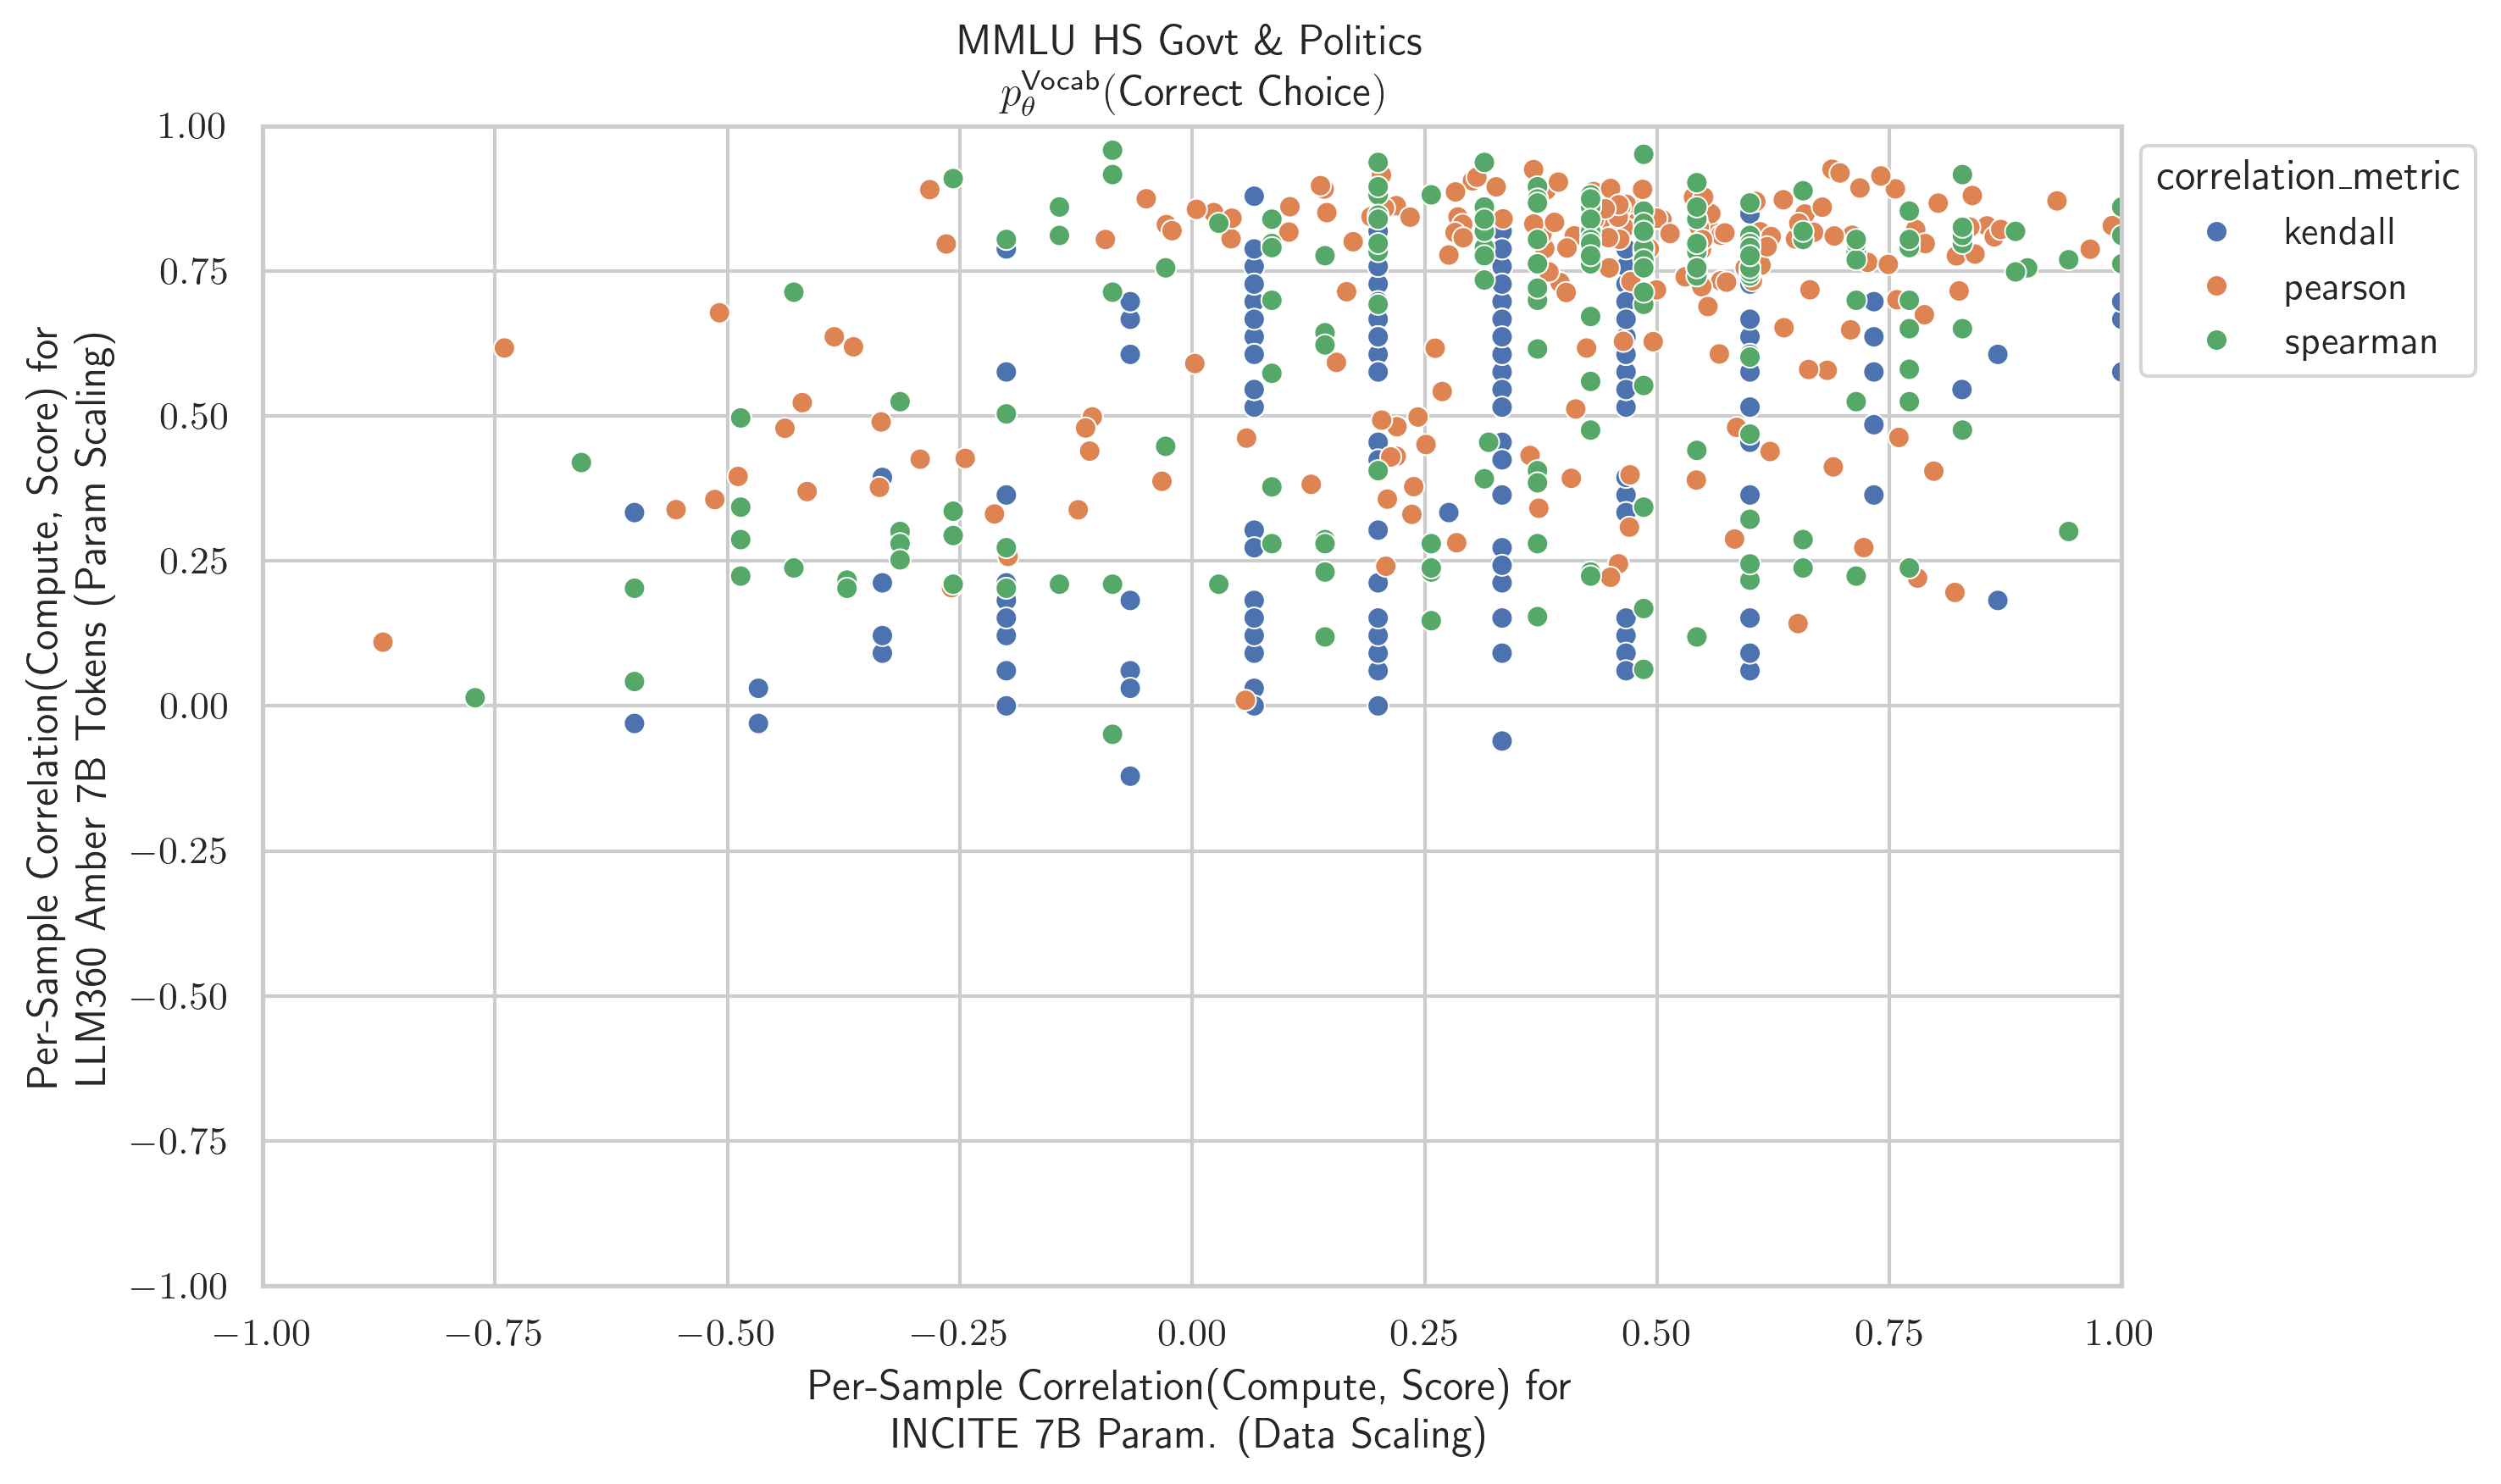 MMLU HS Govt & Politics
p_θ^Vocab(Correct Choice)
Per-Sample Correlation(Compute, Score) for
LLM360 Amber 7B Tokens (Param Scaling)
1.00
0.75
0.50
0.25
0.00
−0.25
−0.50
−0.75
−1.00
correlation_metric
kendall
pearson
spearman
−1.00 −0.75 −0.50 −0.25 0.00 0.25 0.50 0.75 1.00
Per-Sample Correlation(Compute, Score) for
INCITE 7B Param. (Data Scaling)